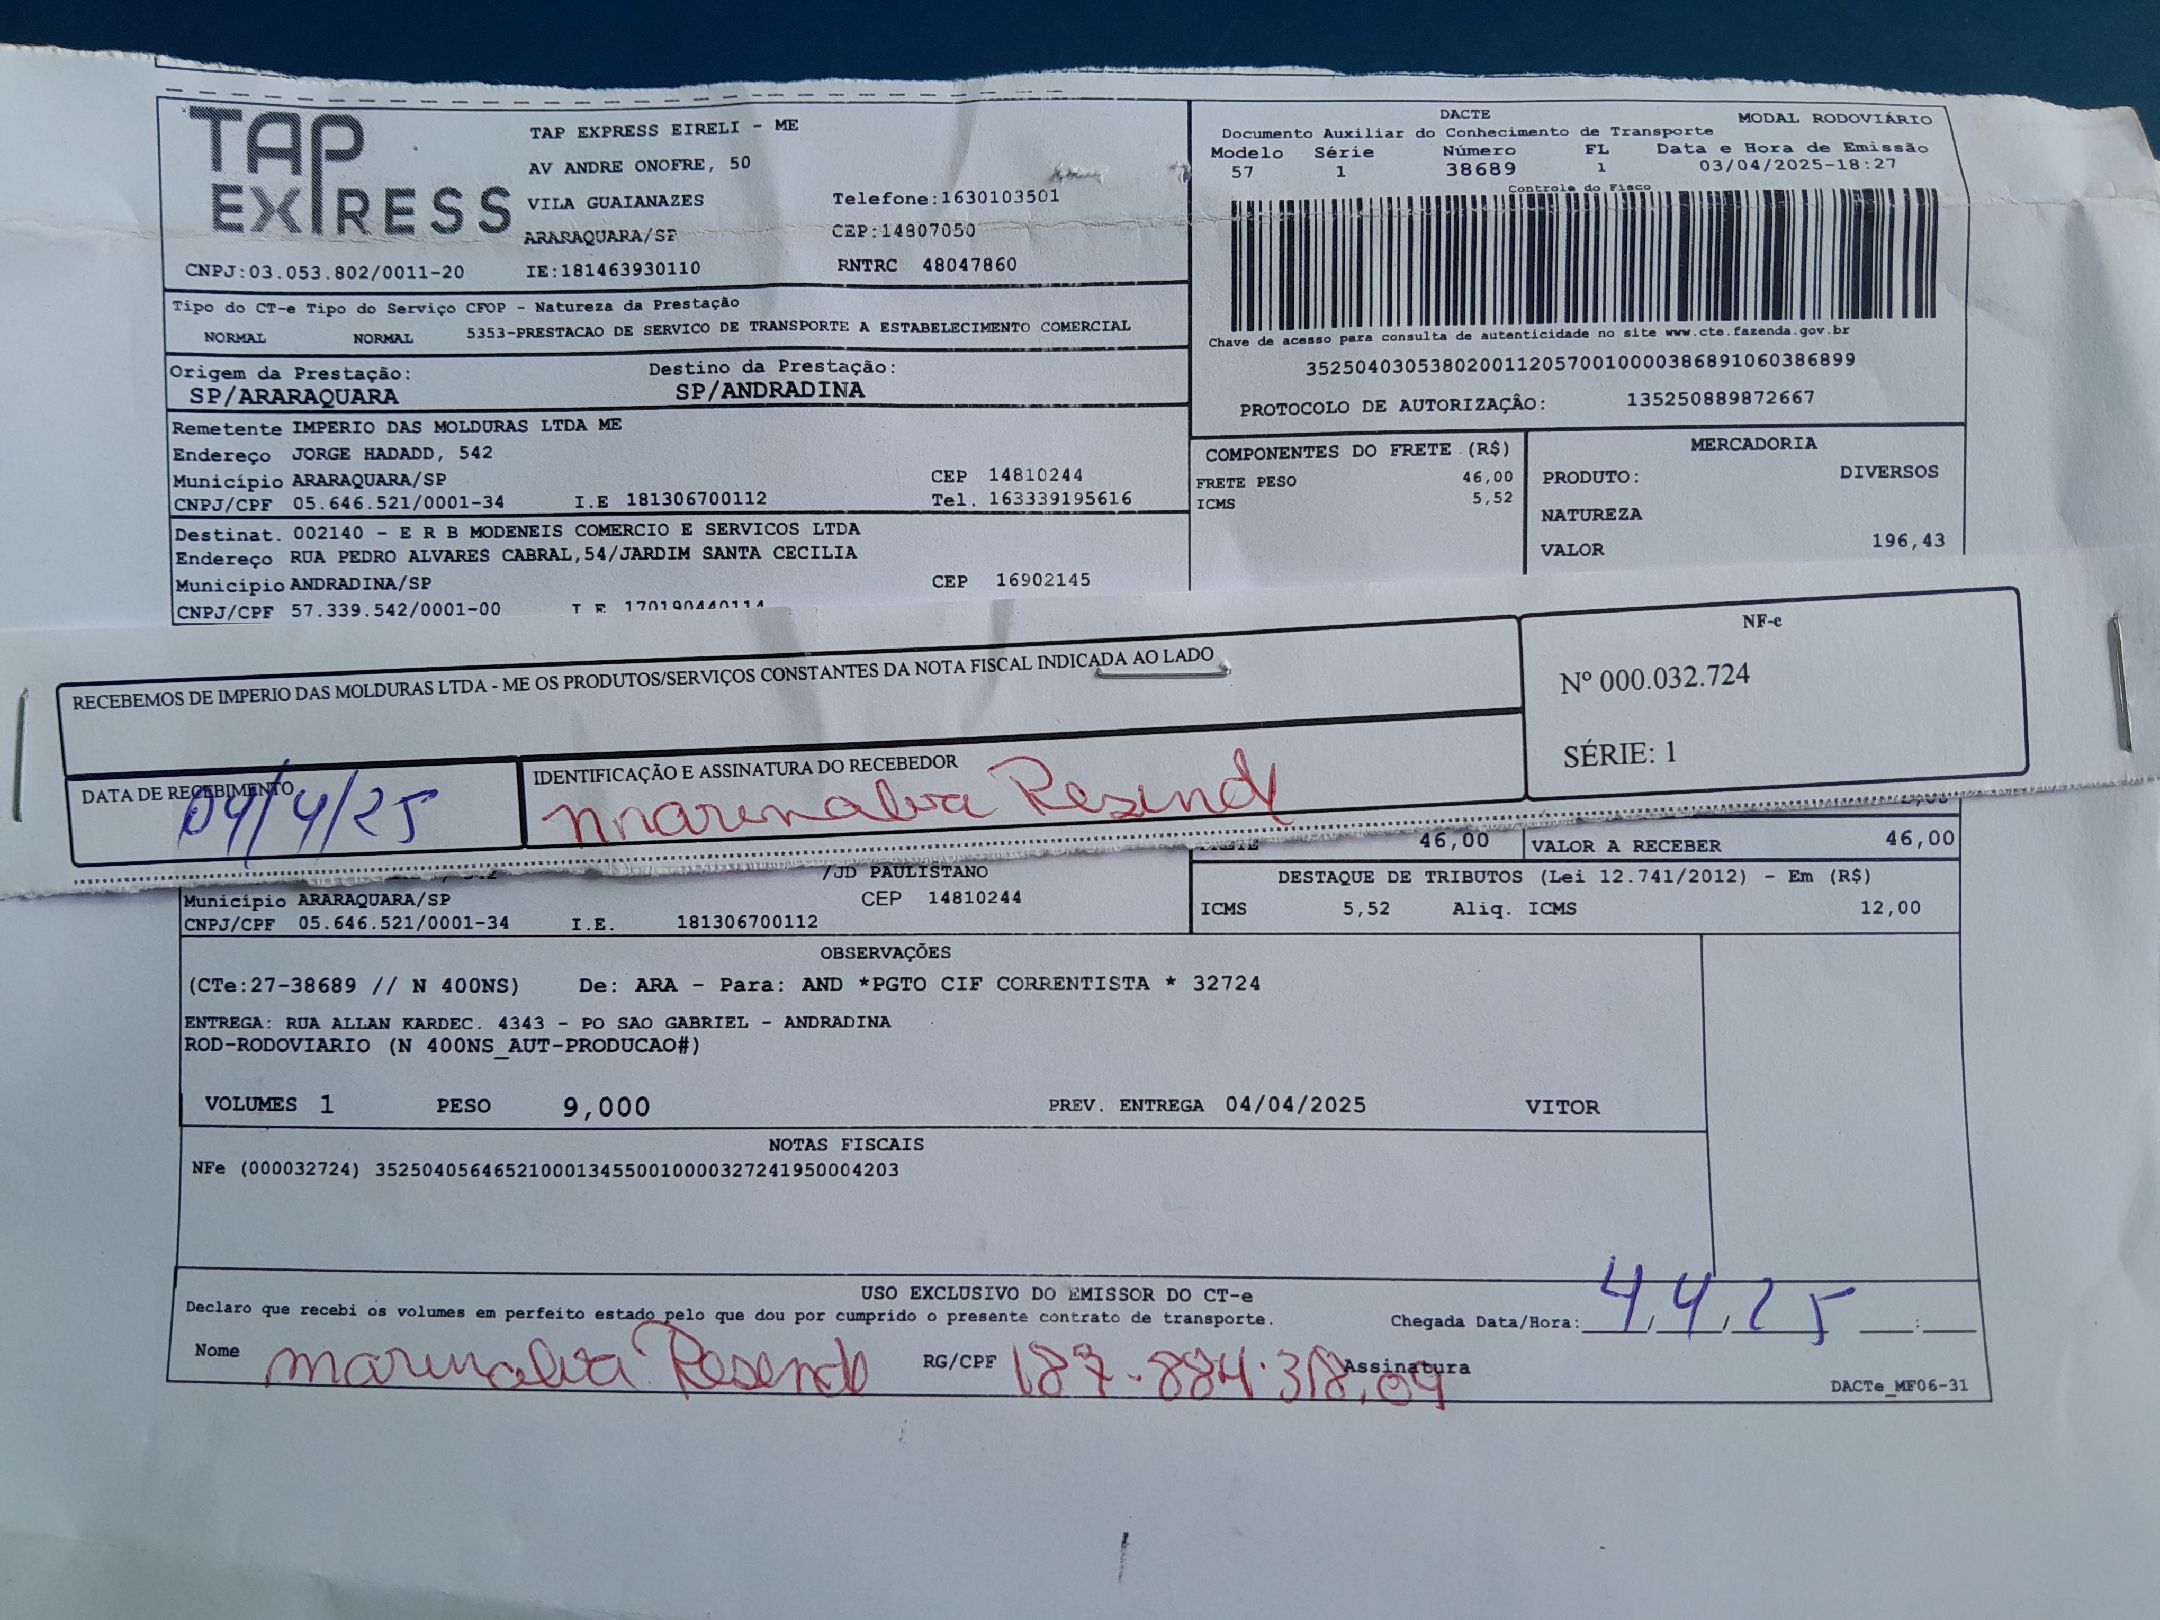 TAP EXPRESS
TAP EXPRESS EIRELI - ME
AV ANDRE ONOFRE, 50
VILA GUAIANAZES Telefone:1630103501
ARARAQUARA/SP CEP:14807050
CNPJ:03.053.802/0011-20 IE:181463930110 RNTRC 48047860
DACTE MODAL RODOVIÁRIO
Documento Auxiliar do Conhecimento de Transporte
Modelo Série Número FL Data e Hora de Emissão
57 1 38689 1 03/04/2025-18:27
Controle do Fisco
Chave de acesso para consulta de autenticidade no site www.cte.fazenda.gov.br
35250403053802001120570010000386891060386899
PROTOCOLO DE AUTORIZAÇÃO: 135250889872667
Tipo do CT-e Tipo do Serviço CFOP - Natureza da Prestação
NORMAL NORMAL 5353-PRESTACAO DE SERVICO DE TRANSPORTE A ESTABELECIMENTO COMERCIAL
Origem da Prestação: Destino da Prestação:
SP/ARARAQUARA SP/ANDRADINA
Remetente IMPERIO DAS MOLDURAS LTDA ME
Endereço JORGE HADADD, 542
Município ARARAQUARA/SP CEP 14810244
CNPJ/CPF 05.646.521/0001-34 I.E 181306700112 Tel. 163339195616
Destinat. 002140 - E R B MODENEIS COMERCIO E SERVICOS LTDA
Endereço RUA PEDRO ALVARES CABRAL,54/JARDIM SANTA CECILIA
Município ANDRADINA/SP CEP 16902145
CNPJ/CPF 57.339.542/0001-00 I E 170190440114
COMPONENTES DO FRETE (R$)
FRETE PESO 46,00
ICMS 5,52
MERCADORIA
PRODUTO: DIVERSOS
NATUREZA
VALOR 196,43
RECEBEMOS DE IMPERIO DAS MOLDURAS LTDA - ME OS PRODUTOS/SERVIÇOS CONSTANTES DA NOTA FISCAL INDICADA AO LADO
NF-e
Nº 000.032.724
SÉRIE: 1
DATA DE RECEBIMENTO
04/4/25
IDENTIFICAÇÃO E ASSINATURA DO RECEBEDOR
marinalva Resende
FRETE 46,00 VALOR A RECEBER 46,00
/JD PAULISTANO
Município ARARAQUARA/SP CEP 14810244
CNPJ/CPF 05.646.521/0001-34 I.E. 181306700112
DESTAQUE DE TRIBUTOS (Lei 12.741/2012) - Em (R$)
ICMS 5,52 Aliq. ICMS 12,00
OBSERVAÇÕES
(CTe:27-38689 // N 400NS) De: ARA - Para: AND *PGTO CIF CORRENTISTA * 32724
ENTREGA: RUA ALLAN KARDEC. 4343 - PO SAO GABRIEL - ANDRADINA
ROD-RODOVIARIO (N 400NS_AUT-PRODUCAO#)
VOLUMES 1 PESO 9,000 PREV. ENTREGA 04/04/2025 VITOR
NOTAS FISCAIS
NFe (000032724) 35250405646521000134550010000327241950004203
USO EXCLUSIVO DO EMISSOR DO CT-e
Declaro que recebi os volumes em perfeito estado pelo que dou por cumprido o presente contrato de transporte. Chegada Data/Hora: 4/4/25 __:__
Nome marinalva Resende RG/CPF 187.884.318.09 Assinatura
DACTe_MF06-31